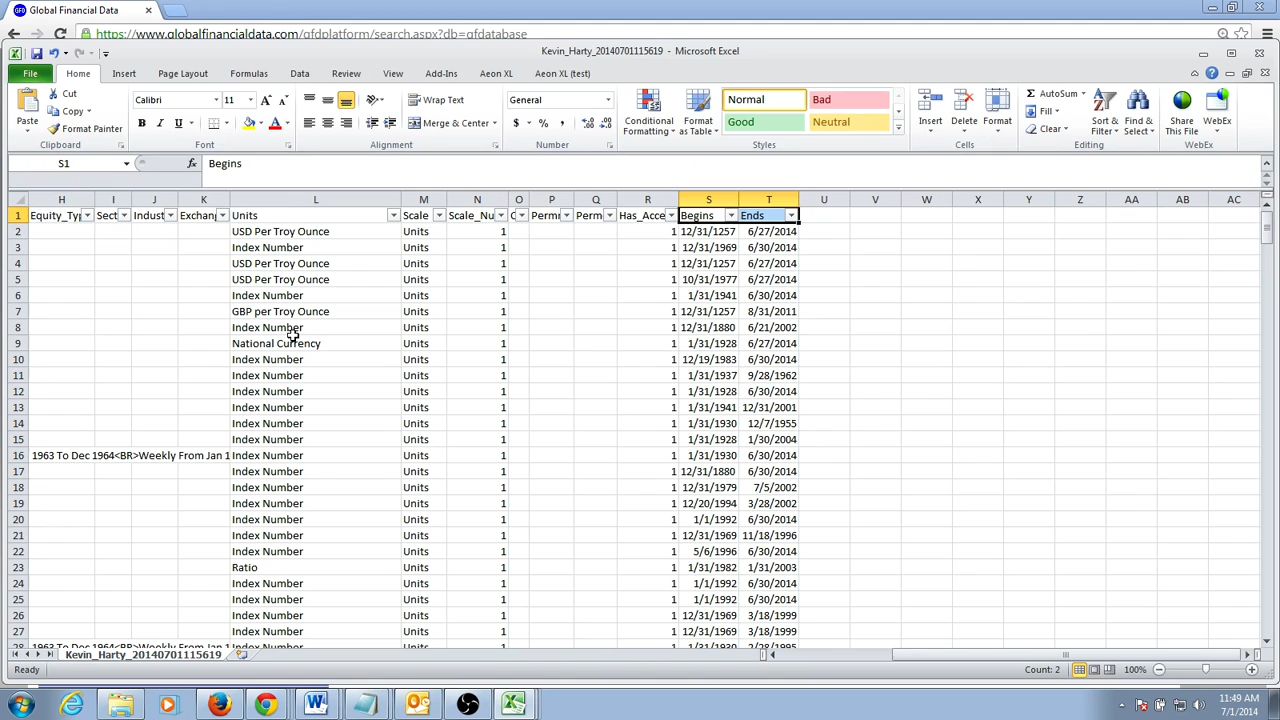 Global Financial Data
https://www.globalfinancialdata.com/gfdplatform/search.aspx?db=gfdatabase
Kevin_Harty_20140701115619 - Microsoft Excel
File Home Insert Page Layout Formulas Data Review View Add-Ins Aeon XL Aeon XL (test)
Paste Cut Copy Format Painter Clipboard
Calibri 11 Font
Wrap Text Merge & Center Alignment
General Number
Conditional Formatting Format as Table Normal Bad Good Neutral Styles
Insert Delete Format Cells
AutoSum Fill Clear Sort & Filter Find & Select Editing
Share This File WebEx WebEx
S1 fx Begins
H I J K L M N O P Q R S T U V W X Y Z AA AB AC
1 Equity_Ty Sect Indust Exchan Units Scale Scale_Nu Permi Perm Has_Acce Begins Ends
2 USD Per Troy Ounce Units 1 1 12/31/1257 6/27/2014
3 Index Number Units 1 1 12/31/1969 6/30/2014
4 USD Per Troy Ounce Units 1 1 12/31/1257 6/27/2014
5 USD Per Troy Ounce Units 1 1 10/31/1977 6/27/2014
6 Index Number Units 1 1 1/31/1941 6/30/2014
7 GBP per Troy Ounce Units 1 1 12/31/1257 8/31/2011
8 Index Number Units 1 1 12/31/1880 6/21/2002
9 National Currency Units 1 1 1/31/1928 6/27/2014
10 Index Number Units 1 1 12/19/1983 6/30/2014
11 Index Number Units 1 1 1/31/1937 9/28/1962
12 Index Number Units 1 1 1/31/1928 6/30/2014
13 Index Number Units 1 1 1/31/1941 12/31/2001
14 Index Number Units 1 1 1/31/1930 12/7/1955
15 Index Number Units 1 1 1/31/1928 1/30/2004
16 1963 To Dec 1964<BR>Weekly From Jan 1 Index Number Units 1 1 1/31/1930 6/30/2014
17 Index Number Units 1 1 12/31/1880 6/30/2014
18 Index Number Units 1 1 12/31/1979 7/5/2002
19 Index Number Units 1 1 12/20/1994 3/28/2002
20 Index Number Units 1 1 1/1/1992 6/30/2014
21 Index Number Units 1 1 12/31/1969 11/18/1996
22 Index Number Units 1 1 5/6/1996 6/30/2014
23 Ratio Units 1 1 1/31/1982 1/31/2003
24 Index Number Units 1 1 1/1/1992 6/30/2014
25 Index Number Units 1 1 1/1/1992 6/30/2014
26 Index Number Units 1 1 12/31/1969 3/18/1999
27 Index Number Units 1 1 12/31/1969 3/18/1999
28 1963 To Dec 1964<BR>Weekly From Jan 1 Index Number Units 1 1 12/31/1969 2/28/1995
Kevin_Harty_20140701115619
Ready Count: 2 100%
11:49 AM
7/1/2014